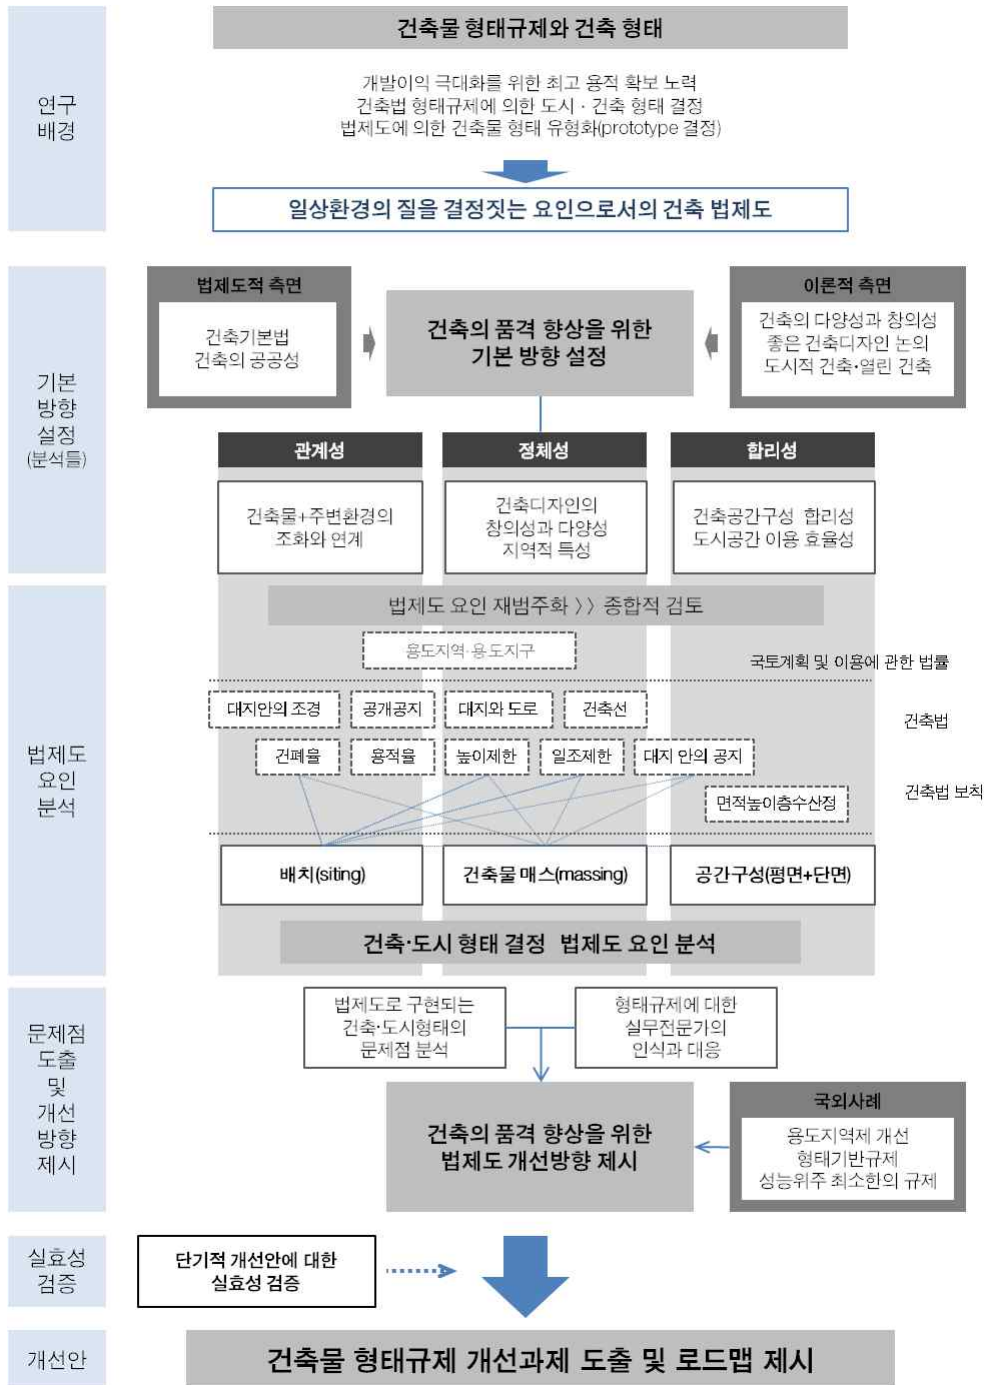 연구
배경
건축물 형태규제와 건축 형태
개발이익 극대화를 위한 최고 용적 확보 노력
건축법 형태규제에 의한 도시 · 건축 형태 결정
법제도에 의한 건축물 형태 유형화(prototype 결정)
일상환경의 질을 결정짓는 요인으로서의 건축 법제도
기본
방향
설정
(분석틀)
법제도적 측면
건축기본법
건축의 공공성
건축의 품격 향상을 위한
기본 방향 설정
이론적 측면
건축의 다양성과 창의성
좋은 건축디자인 논의
도시적 건축·열린 건축
관계성
건축물+주변환경의
조화와 연계
정체성
건축디자인의
창의성과 다양성
지역적 특성
합리성
건축공간구성 합리성
도시공간 이용 효율성
법제도
요인
분석
법제도 요인 재범주화 〉〉 종합적 검토
용도지역·용도지구
국토계획 및 이용에 관한 법률
대지안의 조경
공개공지
대지와 도로
건축선
건축법
건폐율
용적율
높이제한
일조제한
대지 안의 공지
면적높이층수산정
건축법 보칙
배치(siting)
건축물 매스(massing)
공간구성(평면+단면)
건축·도시 형태 결정 법제도 요인 분석
문제점
도출
및
개선
방향
제시
법제도로 구현되는
건축·도시형태의
문제점 분석
형태규제에 대한
실무전문가의
인식과 대응
건축의 품격 향상을 위한
법제도 개선방향 제시
국외사례
용도지역제 개선
형태기반규제
성능위주 최소한의 규제
실효성
검증
단기적 개선안에 대한
실효성 검증
개선안
건축물 형태규제 개선과제 도출 및 로드맵 제시